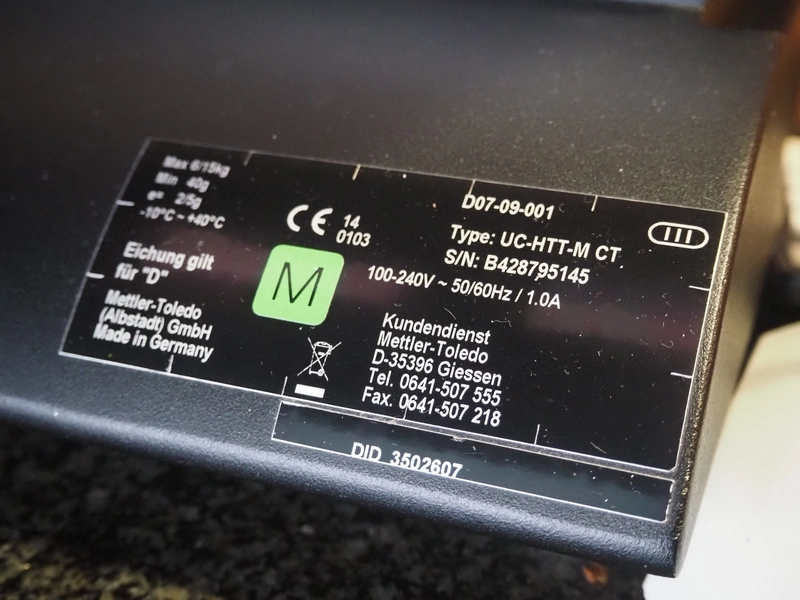 Max 6/15kg
Min 40g
e= 2/5g
-10°C ~ +40°C
Eichung gilt
für "D"
Mettler-Toledo
(Albstadt) GmbH
Made in Germany
CE 14
0103
M
D07-09-001
III
Type: UC-HTT-M CT
S/N: B428795145
100-240V ~ 50/60Hz / 1.0A
Kundendienst
Mettler-Toledo
D-35396 Giessen
Tel. 0641-507 555
Fax. 0641-507 218
DID 3502607